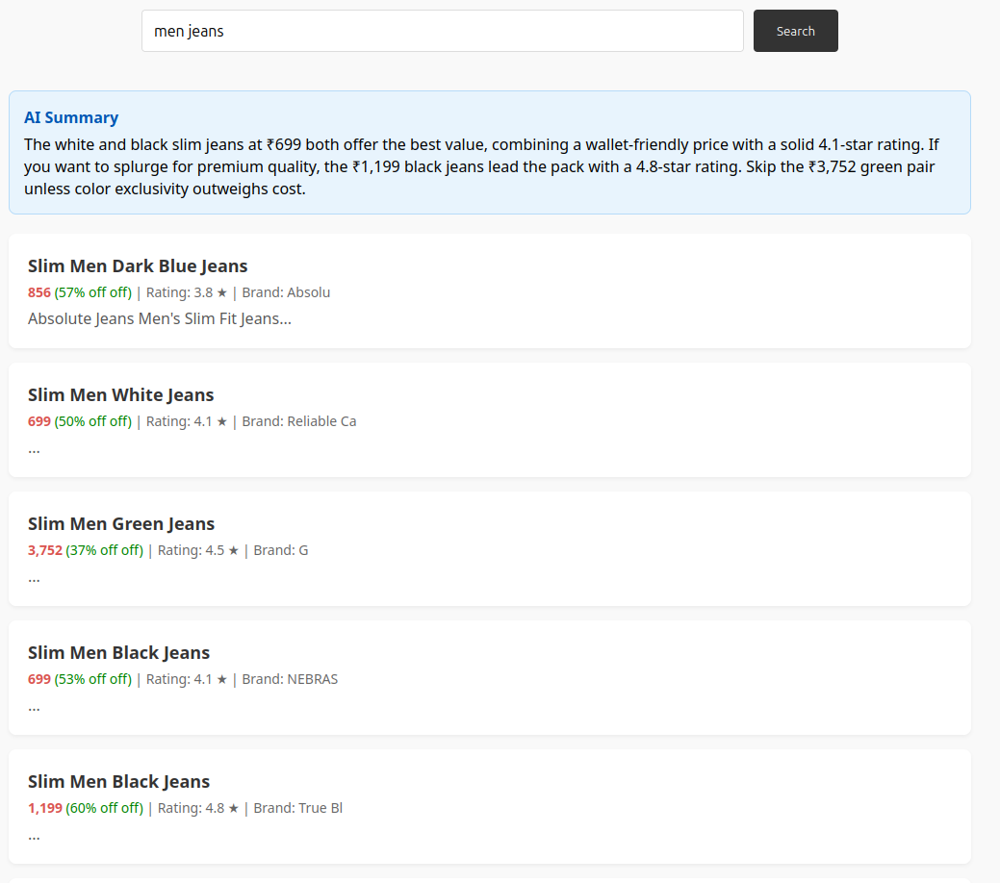 men jeans
Search
AI Summary
The white and black slim jeans at ₹699 both offer the best value, combining a wallet-friendly price with a solid 4.1-star rating. If
you want to splurge for premium quality, the ₹1,199 black jeans lead the pack with a 4.8-star rating. Skip the ₹3,752 green pair
unless color exclusivity outweighs cost.
Slim Men Dark Blue Jeans
856 (57% off off) | Rating: 3.8 ★ | Brand: Absolu
Absolute Jeans Men's Slim Fit Jeans...
Slim Men White Jeans
699 (50% off off) | Rating: 4.1 ★ | Brand: Reliable Ca
...
Slim Men Green Jeans
3,752 (37% off off) | Rating: 4.5 ★ | Brand: G
...
Slim Men Black Jeans
699 (53% off off) | Rating: 4.1 ★ | Brand: NEBRAS
...
Slim Men Black Jeans
1,199 (60% off off) | Rating: 4.8 ★ | Brand: True Bl
...